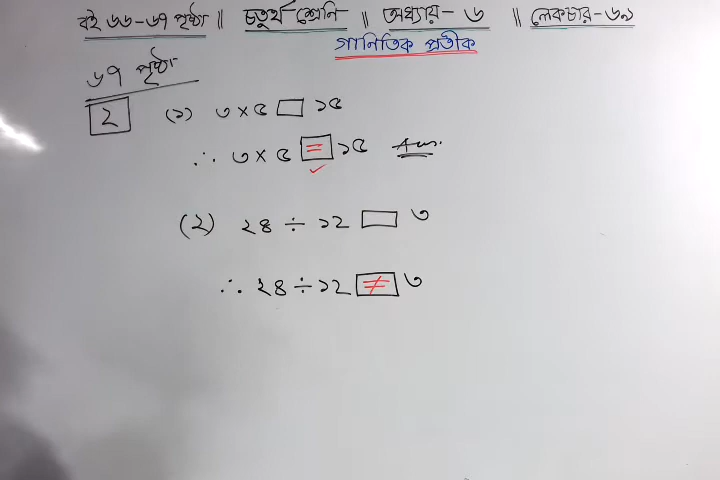 বই ৬৬-৬৭ পৃষ্ঠা || চতুর্থ শ্রেনি || অধ্যায়- ৬ || লেকচার-৬৯
গানিতিক প্রতীক
৬৭ পৃষ্ঠা
২ (১) ৩ × ৫ □ ১৫
∴ ৩ × ৫ = ১৫ Ans.
(২) ২৪ ÷ ১২ □ ৩
∴ ২৪ ÷ ১২ ≠ ৩